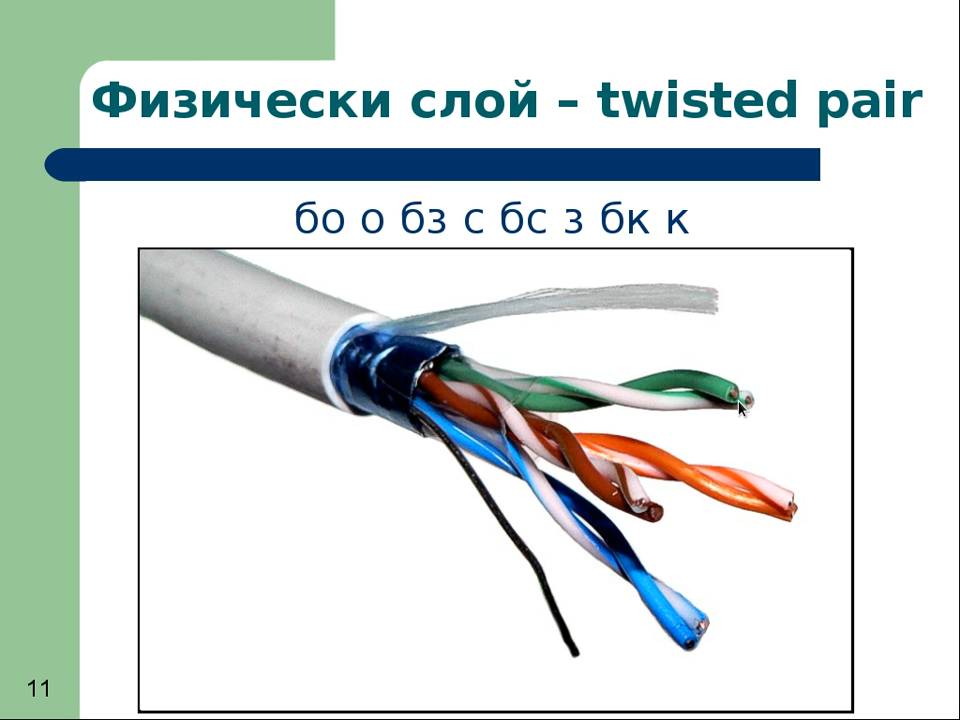 Физически слой – twisted pair
бо о бз с бс з бк к
11